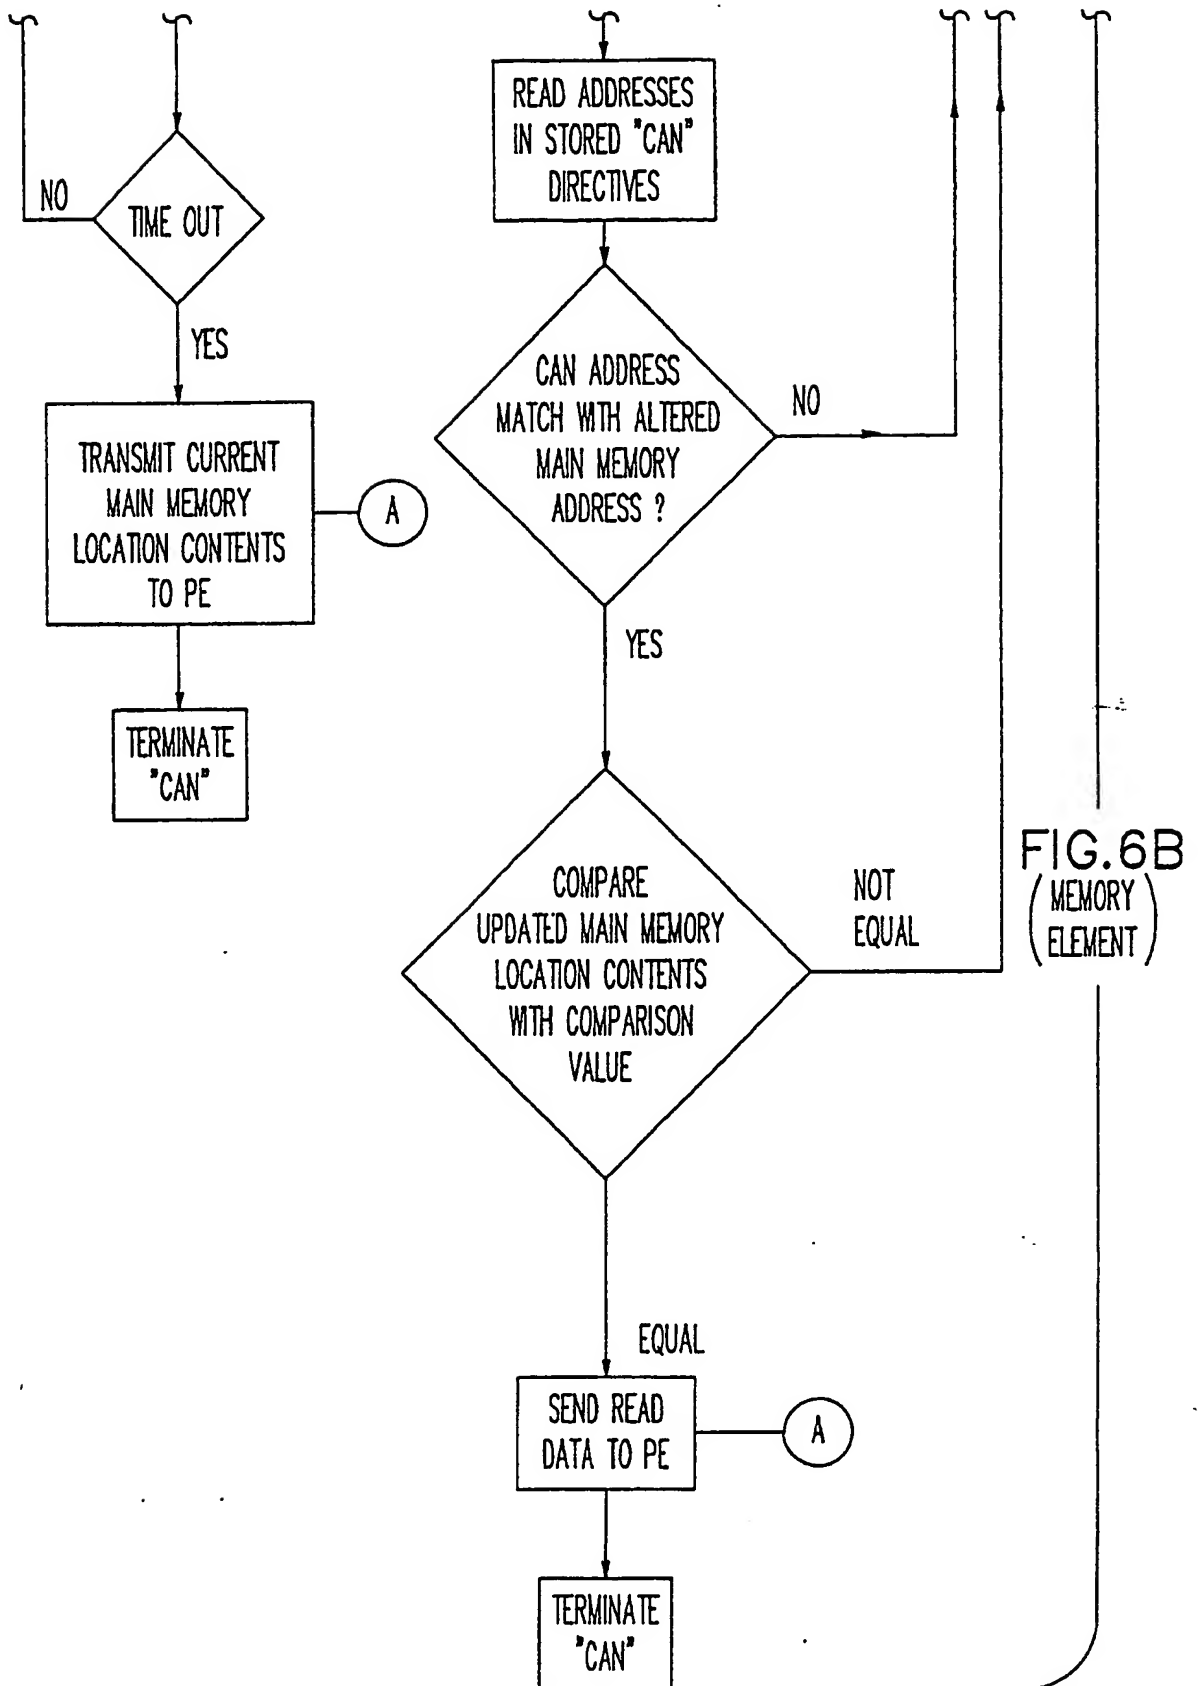 NO
TIME OUT
YES
TRANSMIT CURRENT
MAIN MEMORY
LOCATION CONTENTS
TO PE
A
TERMINATE
"CAN"
READ ADDRESSES
IN STORED "CAN"
DIRECTIVES
CAN ADDRESS
MATCH WITH ALTERED
MAIN MEMORY
ADDRESS ?
NO
YES
COMPARE
UPDATED MAIN MEMORY
LOCATION CONTENTS
WITH COMPARISON
VALUE
NOT
EQUAL
EQUAL
SEND READ
DATA TO PE
A
TERMINATE
"CAN"
FIG.6B
(MEMORY
ELEMENT)